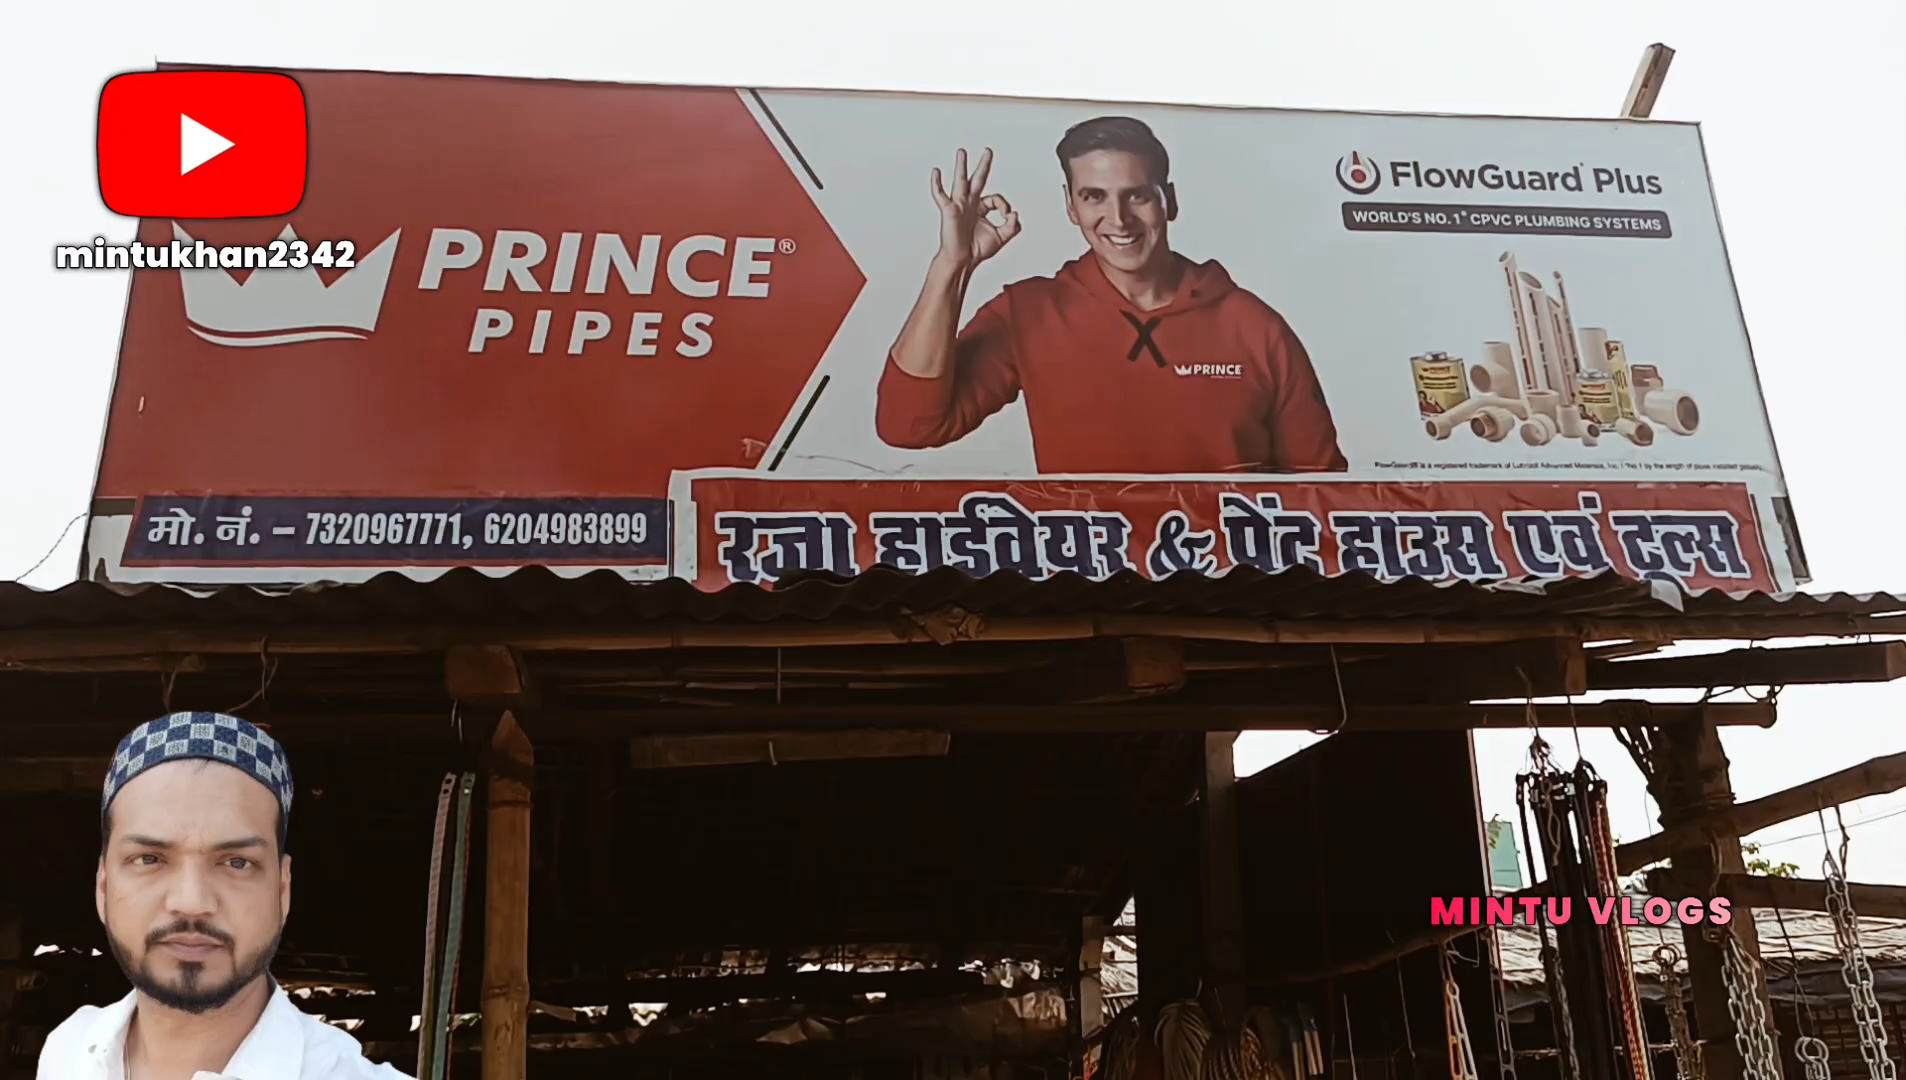 mintukhan2342
PRINCE®
PIPES
PRINCE
FlowGuard® Plus
WORLD'S NO. 1* CPVC PLUMBING SYSTEMS
मो. नं. – 7320967771, 6204983899
रजा हार्डवेयर & पेंट हाउस एवं टूल्स
MINTU VLOGS